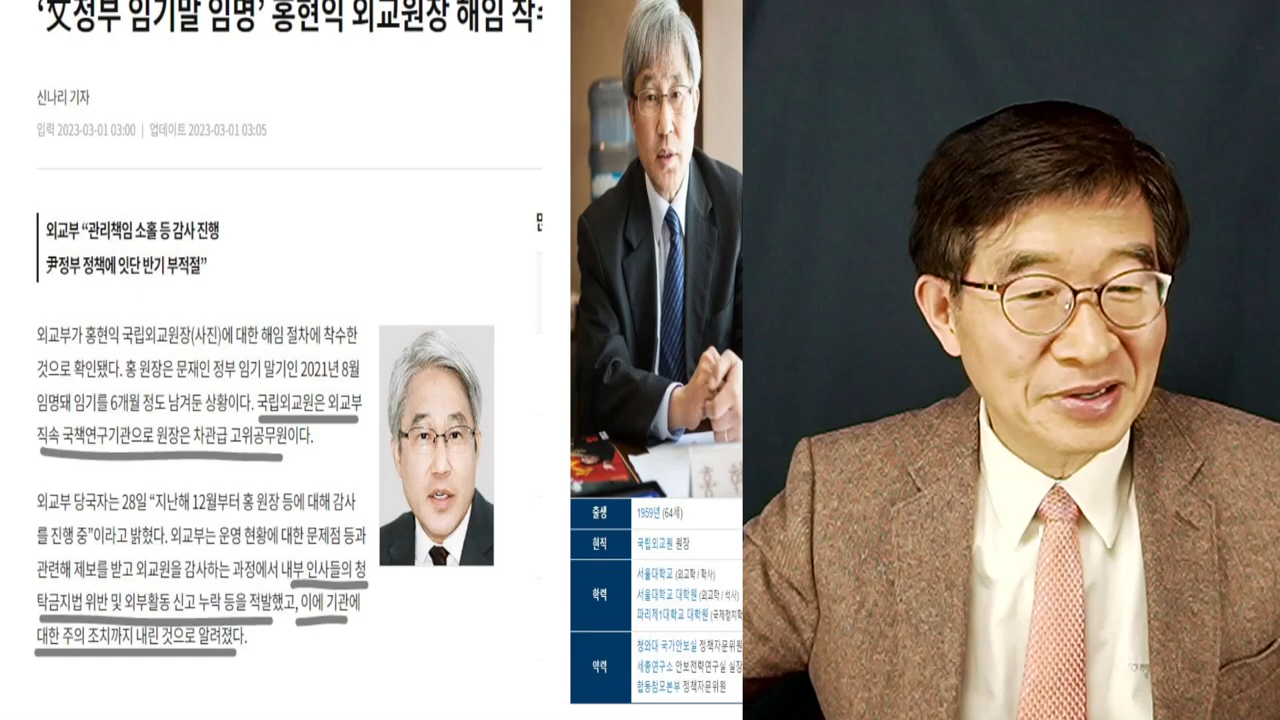 ‘文정부 임기말 임명’ 홍현익 외교원장 해임 착수
신나리 기자
입력 2023-03-01 03:00 | 업데이트 2023-03-01 03:05
외교부 “관리책임 소홀 등 감사 진행
尹정부 정책에 잇단 반기 부적절”
외교부가 홍현익 국립외교원장(사진)에 대한 해임 절차에 착수한
것으로 확인됐다. 홍 원장은 문재인 정부 임기 말기인 2021년 8월
임명돼 임기를 6개월 정도 남겨둔 상황이다. 국립외교원은 외교부
직속 국책연구기관으로 원장은 차관급 고위공무원이다.
외교부 당국자는 28일 “지난해 12월부터 홍 원장 등에 대해 감사
를 진행 중”이라고 밝혔다. 외교부는 운영 현황에 대한 문제점 등과
관련해 제보를 받고 외교원을 감사하는 과정에서 내부 인사들의 청
탁금지법 위반 및 외부활동 신고 누락 등을 적발했고, 이에 기관에
대한 주의 조치까지 내린 것으로 알려졌다.
출생 1959년 (64세)
현직 국립외교원 원장
학력 서울대학교 (외교학 / 학사)
서울대학교 대학원 (외교학 / 석사)
파리제1대학교 대학원 (국제정치학
약력 청와대 국가안보실 정책자문위원
세종연구소 안보전략연구실 실장
합동참모본부 정책자문위원